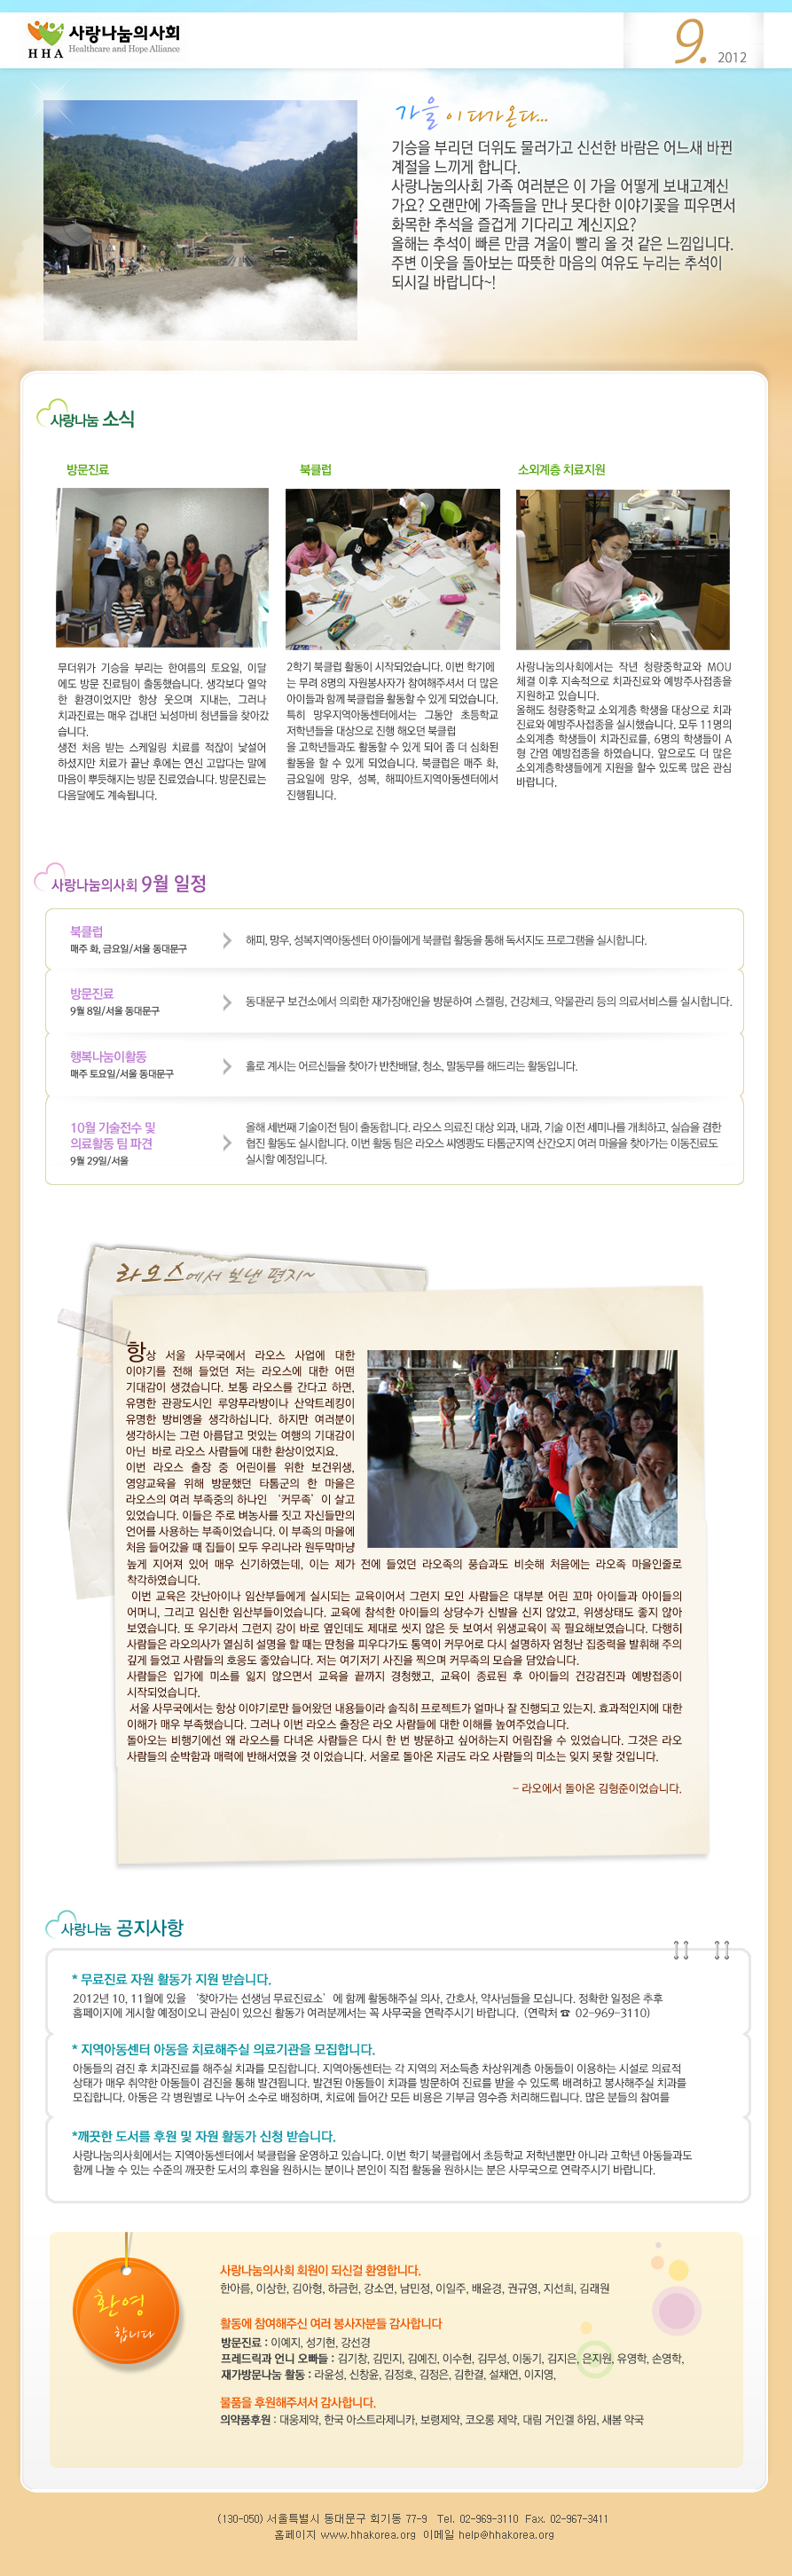 사랑나눔의사회
HHA Healthcare and Hope Alliance
9. 2012
가을이 다가온다...
기승을 부리던 더위도 물러가고 신선한 바람은 어느새 바뀐
계절을 느끼게 합니다.
사랑나눔의사회 가족 여러분은 이 가을 어떻게 보내고계신
가요? 오랜만에 가족들을 만나 못다한 이야기꽃을 피우면서
화목한 추석을 즐겁게 기다리고 계신지요?
올해는 추석이 빠른 만큼 겨울이 빨리 올 것 같은 느낌입니다.
주변 이웃을 돌아보는 따뜻한 마음의 여유도 누리는 추석이
되시길 바랍니다~!
사랑나눔 소식
방문진료
무더위가 기승을 부리는 한여름의 토요일, 이달
에도 방문 진료팀이 출동했습니다. 생각보다 열악
한 환경이었지만 항상 웃으며 지내는, 그러나
치과진료는 매우 겁내던 뇌성마비 청년들을 찾아갔
습니다.
생전 처음 받는 스케일링 치료를 적잖이 낯설어
하셨지만 치료가 끝난 후에는 연신 고맙다는 말에
마음이 뿌듯해지는 방문 진료였습니다. 방문진료는
다음달에도 계속됩니다.
북클럽
2학기 북클럽 활동이 시작되었습니다. 이번 학기에
는 무려 8명의 자원봉사자가 참여해주셔서 더 많은
아이들과 함께 북클럽을 활동할 수 있게 되었습니다.
특히 망우지역아동센터에서는 그동안 초등학교
저학년들을 대상으로 진행 해오던 북클럽
을 고학년들과도 활동할 수 있게 되어 좀 더 심화된
활동을 할 수 있게 되었습니다. 북클럽은 매주 화,
금요일에 망우, 성북, 해피아트지역아동센터에서
진행됩니다.
소외계층 치료지원
사랑나눔의사회에서는 작년 청량중학교와 MOU
체결 이후 지속적으로 치과진료와 예방주사접종을
지원하고 있습니다.
올해도 청량중학교 소외계층 학생을 대상으로 치과
진료와 예방주사접종을 실시했습니다. 모두 11명의
소외계층 학생들이 치과진료를, 6명의 학생들이 A
형 간염 예방접종을 하였습니다. 앞으로도 더 많은
소외계층학생들에게 지원을 할수 있도록 많은 관심
바랍니다.
사랑나눔의사회 9월 일정
북클럽
매주 화, 금요일/서울 동대문구
해피, 망우, 성복지역아동센터 아이들에게 북클럽 활동을 통해 독서지도 프로그램을 실시합니다.
방문진료
9월 8일/서울 동대문구
동대문구 보건소에서 의뢰한 재가장애인을 방문하여 스켈링, 건강체크, 약물관리 등의 의료서비스를 실시합니다.
행복나눔이활동
매주 토요일/서울 동대문구
홀로 계시는 어르신들을 찾아가 반찬배달, 청소, 말동무를 해드리는 활동입니다.
10월 기술전수 및
의료활동 팀 파견
9월 29일/서울
올해 세번째 기술이전 팀이 출동합니다. 라오스 의료진 대상 외과, 내과, 기술 이전 세미나를 개최하고, 실습을 겸한
협진 활동도 실시합니다. 이번 활동 팀은 라오스 씨엥쾅도 타톰군지역 산간오지 여러 마을을 찾아가는 이동진료도
실시할 예정입니다.
라오스에서 보낸 편지~
항상 서울 사무국에서 라오스 사업에 대한
이야기를 전해 들었던 저는 라오스에 대한 어떤
기대감이 생겼습니다. 보통 라오스를 간다고 하면,
유명한 관광도시인 루앙푸라방이나 산악트레킹이
유명한 방비엥을 생각하십니다. 하지만 여러분이
생각하시는 그런 아름답고 멋있는 여행의 기대감이
아닌 바로 라오스 사람들에 대한 환상이었지요.
이번 라오스 출장 중 어린이를 위한 보건위생,
영양교육을 위해 방문했던 타톰군의 한 마을은
라오스의 여러 부족중의 하나인 ‘커무족’이 살고
있었습니다. 이들은 주로 벼농사를 짓고 자신들만의
언어를 사용하는 부족이었습니다. 이 부족의 마을에
처음 들어갔을 때 집들이 모두 우리나라 원두막마냥
높게 지어져 있어 매우 신기하였는데, 이는 제가 전에 들었던 라오족의 풍습과도 비슷해 처음에는 라오족 마을인줄로
착각하였습니다.
이번 교육은 갓난아이나 임산부들에게 실시되는 교육이어서 그런지 모인 사람들은 대부분 어린 꼬마 아이들과 아이들의
어머니, 그리고 임신한 임산부들이었습니다. 교육에 참석한 아이들의 상당수가 신발을 신지 않았고, 위생상태도 좋지 않아
보였습니다. 또 우기라서 그런지 강이 바로 옆인데도 제대로 씻지 않은 듯 보여서 위생교육이 꼭 필요해보였습니다. 다행히
사람들은 라오의사가 열심히 설명을 할 때는 딴청을 피우다가도 통역이 커무어로 다시 설명하자 엄청난 집중력을 발휘해 주의
깊게 들었고 사람들의 호응도 좋았습니다. 저는 여기저기 사진을 찍으며 커무족의 모습을 담았습니다.
사람들은 입가에 미소를 잃지 않으면서 교육을 끝까지 경청했고, 교육이 종료된 후 아이들의 건강검진과 예방접종이
시작되었습니다.
서울 사무국에서는 항상 이야기로만 들어왔던 내용들이라 솔직히 프로젝트가 얼마나 잘 진행되고 있는지. 효과적인지에 대한
이해가 매우 부족했습니다. 그러나 이번 라오스 출장은 라오 사람들에 대한 이해를 높여주었습니다.
돌아오는 비행기에선 왜 라오스를 다녀온 사람들은 다시 한 번 방문하고 싶어하는지 어림잡을 수 있었습니다. 그것은 라오
사람들의 순박함과 매력에 반해서였을 것 이었습니다. 서울로 돌아온 지금도 라오 사람들의 미소는 잊지 못할 것입니다.
- 라오에서 돌아온 김형준이었습니다.
사랑나눔 공지사항
* 무료진료 자원 활동가 지원 받습니다.
2012년 10, 11월에 있을 ‘찾아가는 선생님 무료진료소’에 함께 활동해주실 의사, 간호사, 약사님들을 모십니다. 정확한 일정은 추후
홈페이지에 게시할 예정이오니 관심이 있으신 활동가 여러분께서는 꼭 사무국을 연락주시기 바랍니다. (연락처 ☎ 02-969-3110)
* 지역아동센터 아동을 치료해주실 의료기관을 모집합니다.
아동들의 검진 후 치과진료를 해주실 치과를 모집합니다. 지역아동센터는 각 지역의 저소득층 차상위계층 아동들이 이용하는 시설로 의료적
상태가 매우 취약한 아동들이 검진을 통해 발견됩니다. 발견된 아동들이 치과를 방문하여 진료를 받을 수 있도록 배려하고 봉사해주실 치과를
모집합니다. 아동은 각 병원별로 나누어 소수로 배정하며, 치료에 들어간 모든 비용은 기부금 영수증 처리해드립니다. 많은 분들의 참여를
*깨끗한 도서를 후원 및 자원 활동가 신청 받습니다.
사랑나눔의사회에서는 지역아동센터에서 북클럽을 운영하고 있습니다. 이번 학기 북클럽에서 초등학교 저학년뿐만 아니라 고학년 아동들과도
함께 나눌 수 있는 수준의 깨끗한 도서의 후원을 원하시는 분이나 본인이 직접 활동을 원하시는 분은 사무국으로 연락주시기 바랍니다.
환영
합니다
사랑나눔의사회 회원이 되신걸 환영합니다.
한아름, 이상한, 김아형, 하금헌, 강소연, 남민정, 이일주, 배윤경, 권규영, 지선희, 김래원
활동에 참여해주신 여러 봉사자분들 감사합니다
방문진료 : 이예지, 성기현, 강선경
프레드릭과 언니 오빠들 : 김기창, 김민지, 김예진, 이수현, 김무성, 이동기, 김지은, 은지원, 유영학, 손영학,
재가방문나눔 활동 : 라윤성, 신창윤, 김정호, 김정은, 김한결, 설채연, 이지영,
물품을 후원해주셔서 감사합니다.
의약품후원 : 대웅제약, 한국 아스트라제니카, 보령제약, 코오롱 제약, 대림 거인겔 하임, 새봄 약국
(130-050) 서울특별시 동대문구 회기동 77-9 Tel. 02-969-3110 Fax. 02-967-3411
홈페이지 www.hhakorea.org 이메일 help@hhakorea.org